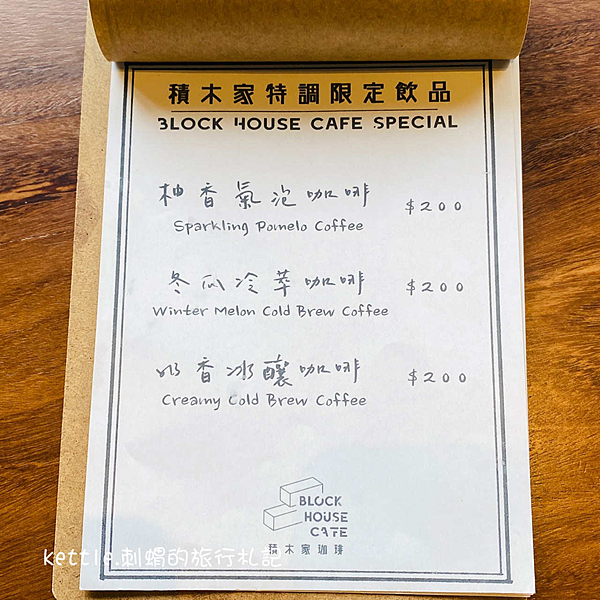 積木家特調限定飲品
BLOCK HOUSE CAFE SPECIAL
柚香氣泡咖啡 $200
Sparkling Pomelo Coffee
冬瓜冷萃咖啡 $200
Winter Melon Cold Brew Coffee
奶香冰釀咖啡 $200
Creamy Cold Brew Coffee
BLOCK
HOUSE
CAFE
積木家珈琲
kettle.刺蝟的旅行札記